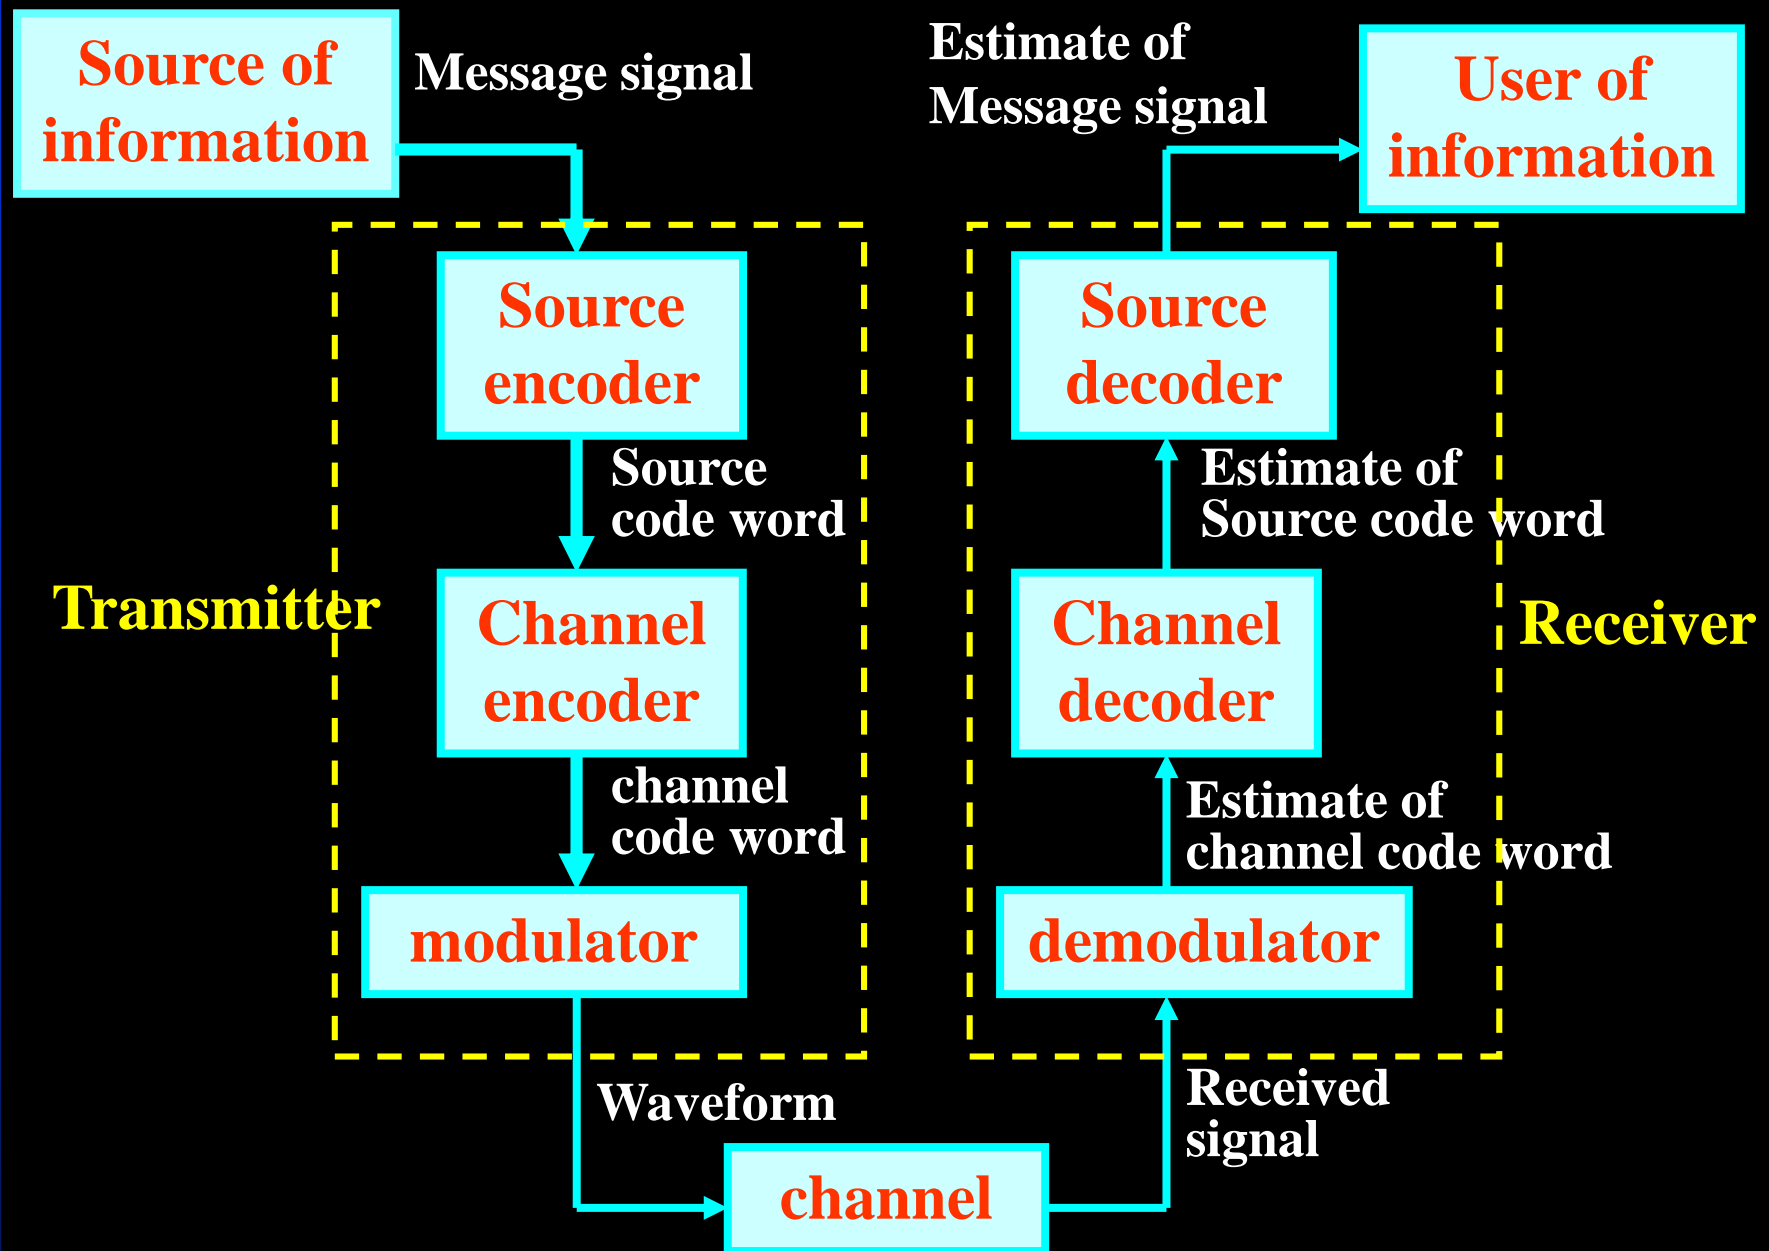 Source of
information
Message signal
Estimate of
Message signal
User of
information
Source
encoder
Source
decoder
Source
code word
Estimate of
Source code word
Transmitter
Channel
encoder
Channel
decoder
Receiver
channel
code word
Estimate of
channel code word
modulator
demodulator
Waveform
Received
signal
channel